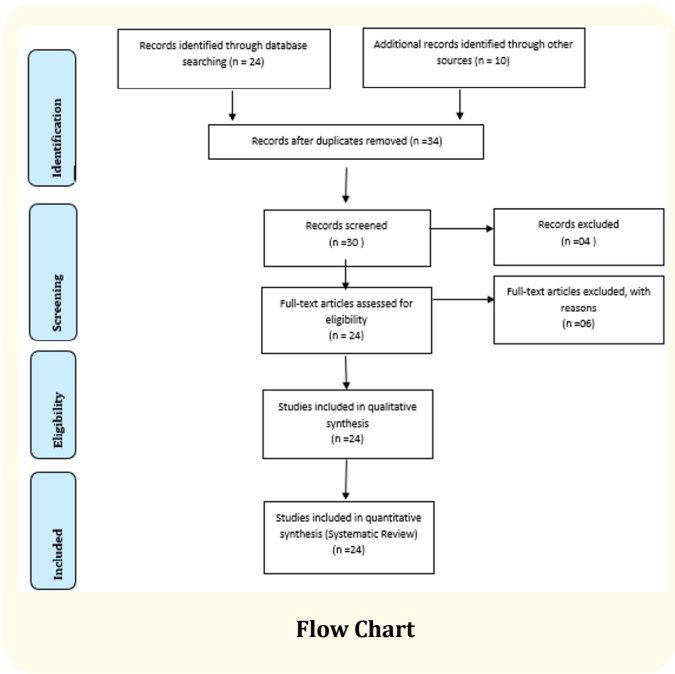 Records identified through database
searching (n = 24)
Additional records identified through other
sources (n = 10)
Identification
Records after duplicates removed (n =34)
Records screened
(n =30 )
Records excluded
(n =04 )
Screening
Full-text articles assessed for
eligibility
(n = 24)
Full-text articles excluded, with
reasons
(n =06)
Eligibility
Studies included in qualitative
synthesis
(n =24)
Included
Studies included in quantitative
synthesis (Systematic Review)
(n =24)
Flow Chart